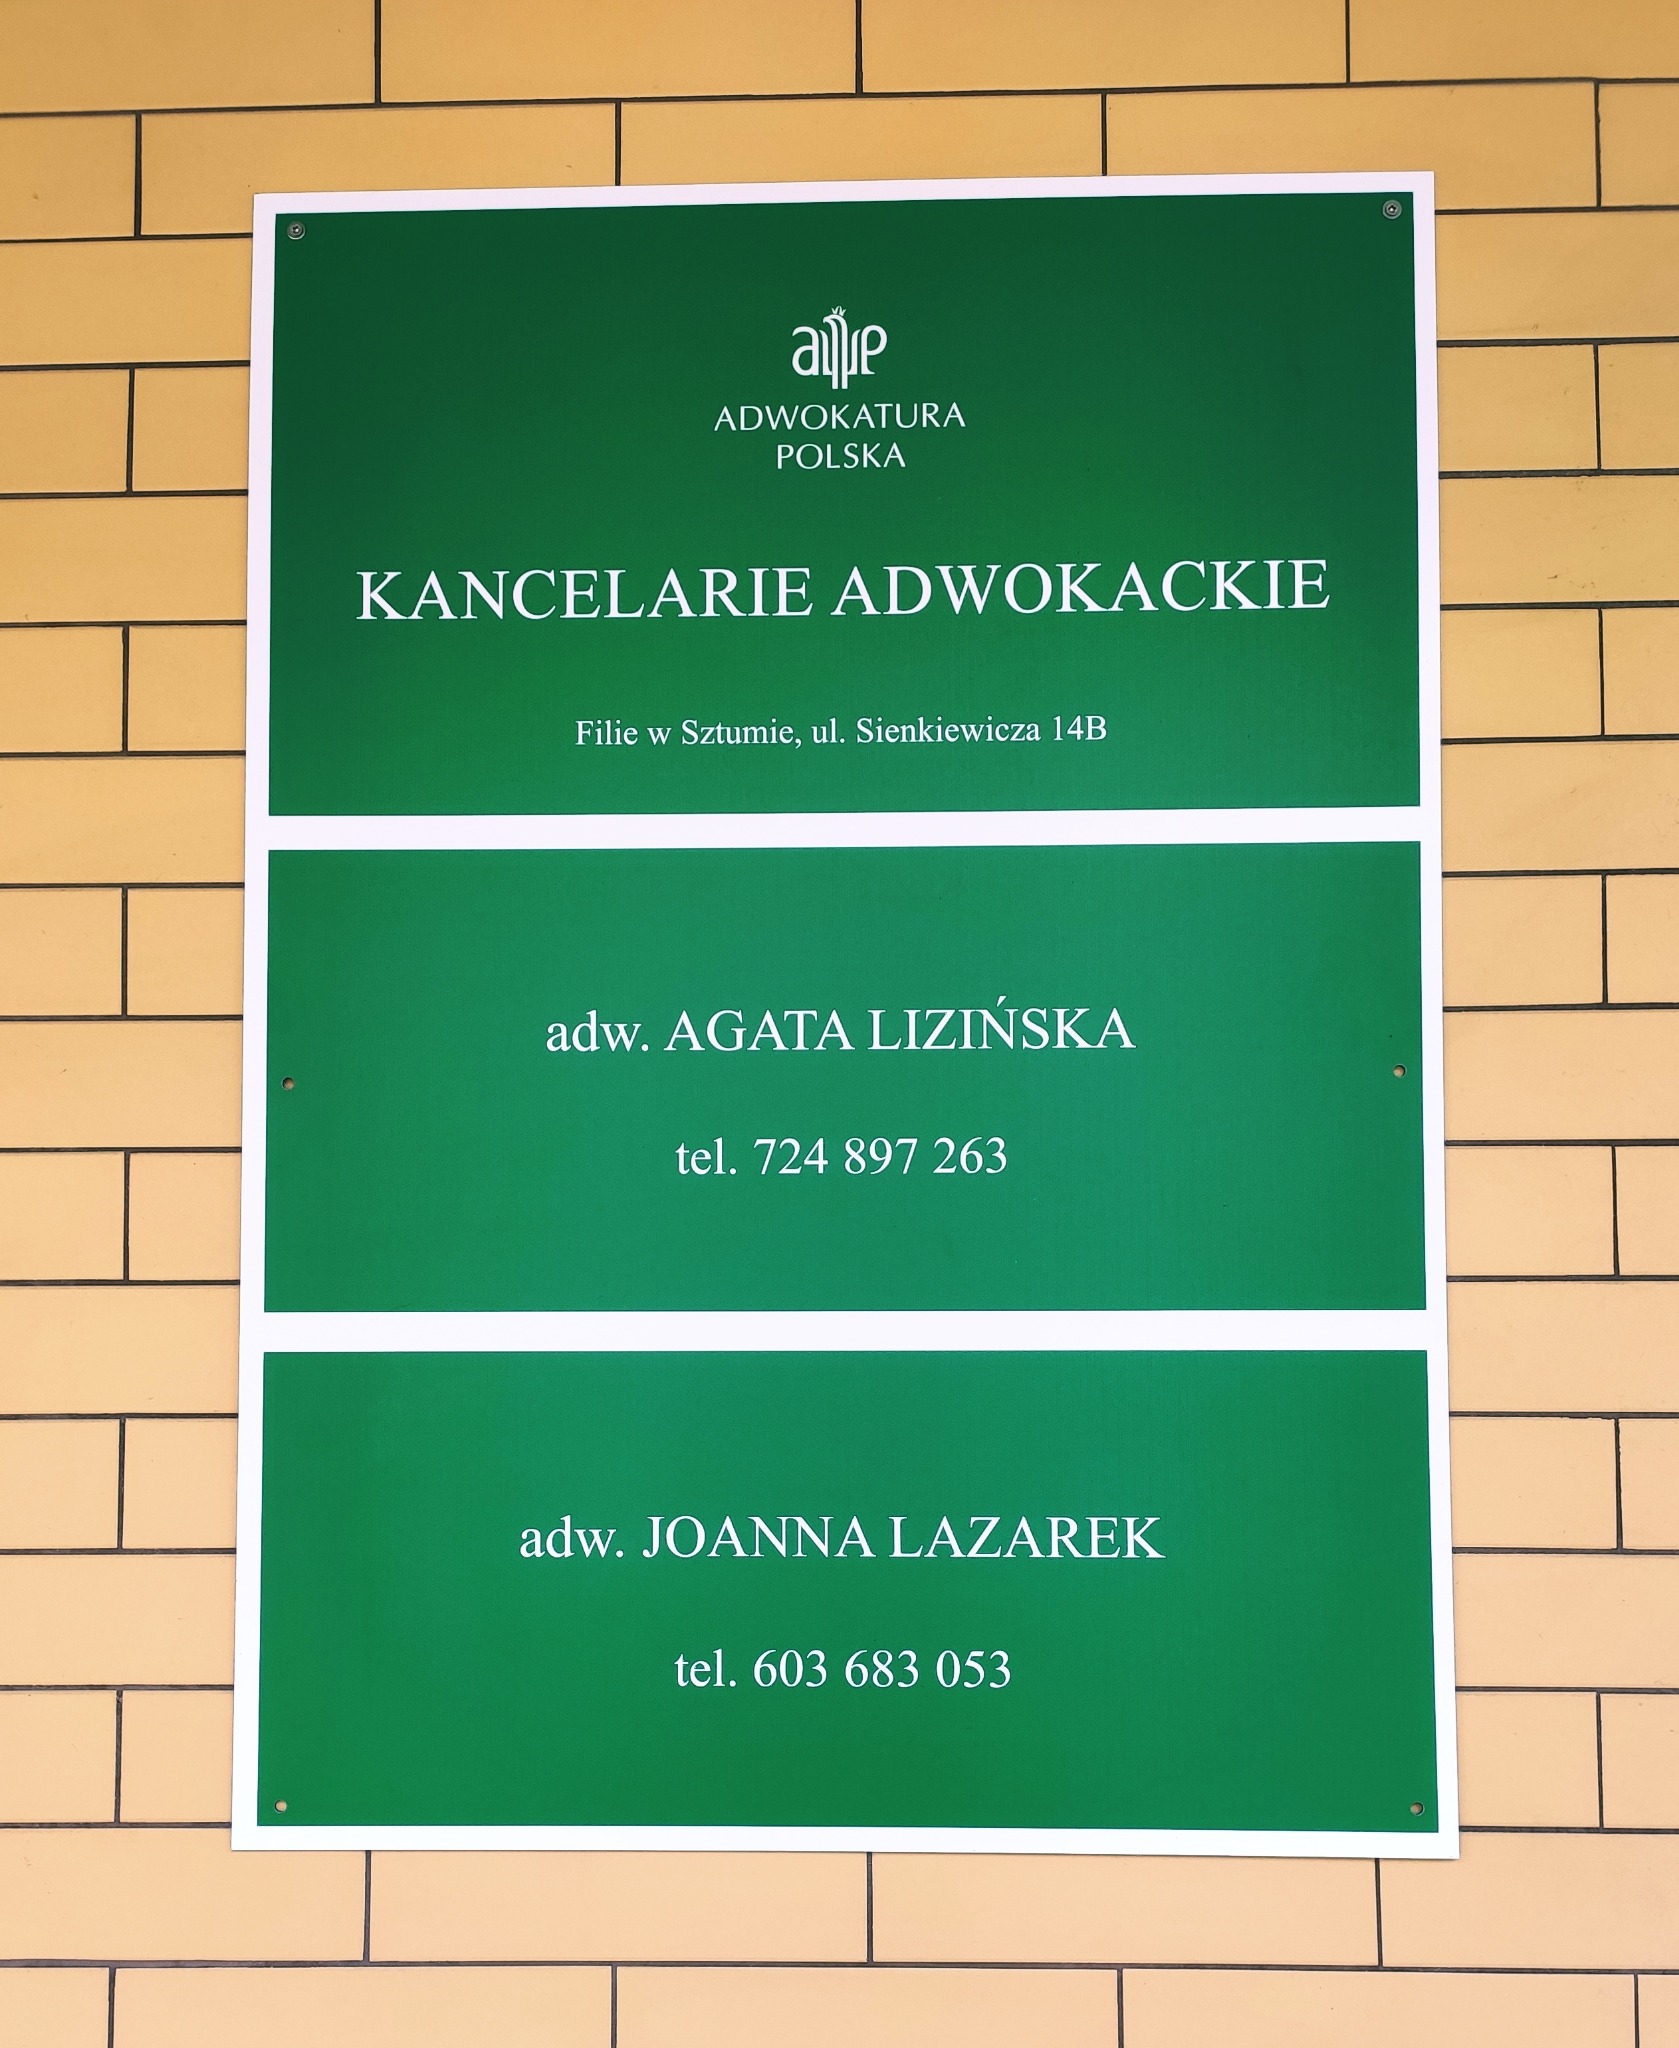 ADWOKATURA
POLSKA
KANCELARIE ADWOKACKIE
Filie w Sztumie, ul. Sienkiewicza 14B
adw. AGATA LIZIŃSKA
tel. 724 897 263
adw. JOANNA LAZAREK
tel. 603 683 053